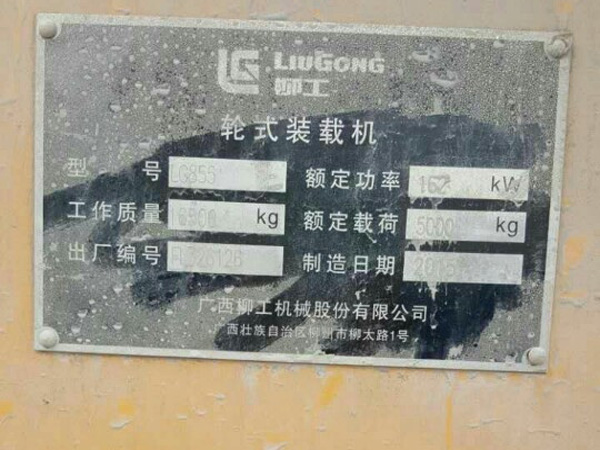 LIUGONG
柳工
轮式装载机
型 号 额定功率 162 kW
工作质量 kg 额定载荷 5000 kg
出厂编号 制造日期 2015
广西柳工机械股份有限公司
西壮族自治区柳州市柳太路1号